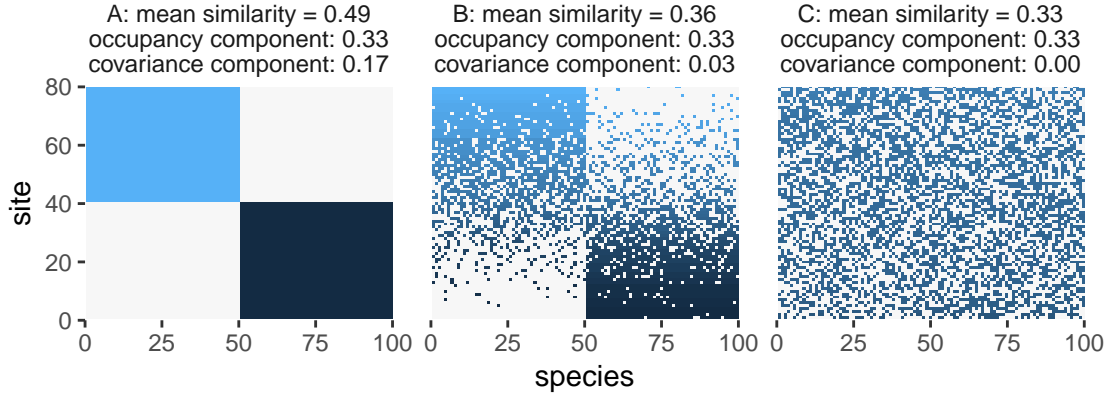 A: mean similarity = 0.49
occupancy component: 0.33
covariance component: 0.17
B: mean similarity = 0.36
occupancy component: 0.33
covariance component: 0.03
C: mean similarity = 0.33
occupancy component: 0.33
covariance component: 0.00
80
60
40
20
0
site
0 25 50 75 100
0 25 50 75 100
0 25 50 75 100
species